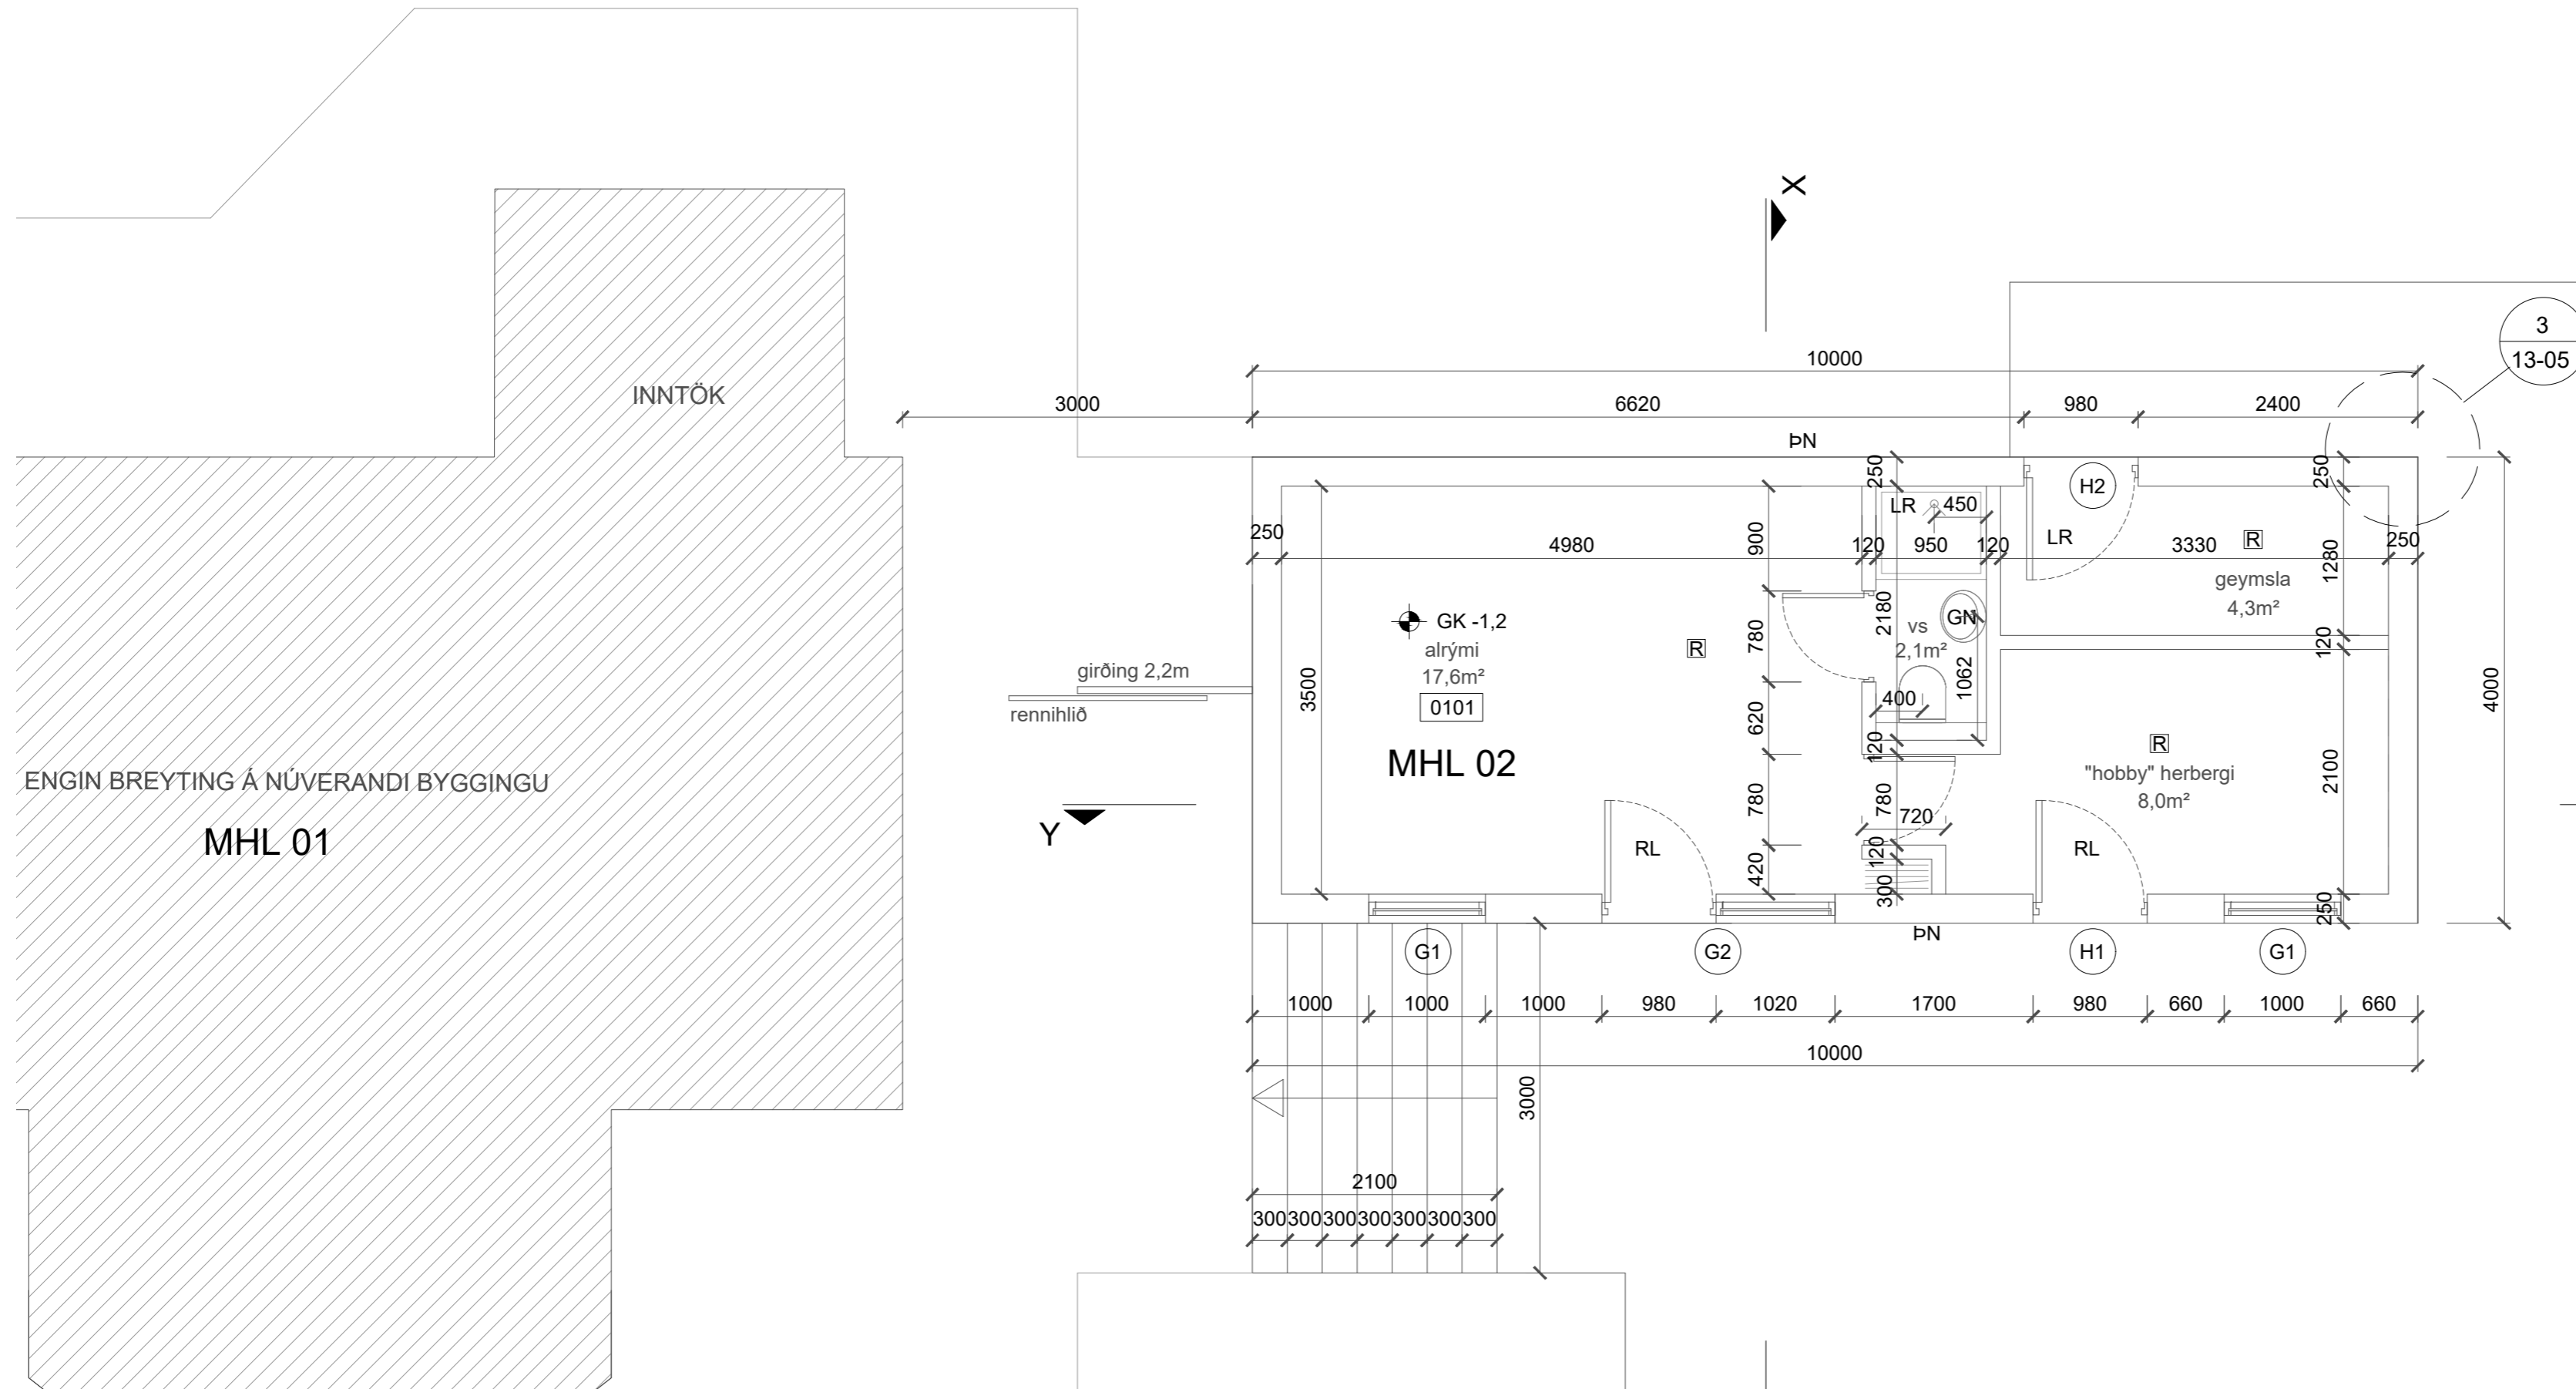 X
3
13-05
10000
3000
6620
980
2400
INNTÖK
ÞN
250
H2
250
LR
450
250
4980
900
120
950
120
LR
3330
R
250
1280
geymsla
4,3m²
GK -1,2
alrými
17,6m²
0101
MHL 02
3500
R
780
2180
vs
2,1m²
GN
1062
400
620
120
120
girðing 2,2m
rennihlið
4000
R
"hobby" herbergi
8,0m²
2100
ENGIN BREYTING Á NÚVERANDI BYGGINGU
MHL 01
Y
780
780
720
RL
RL
420
120
300
250
G1
G2
ÞN
H1
G1
1000
1000
1000
980
1020
1700
980
660
1000
660
10000
3000
2100
300
300
300
300
300
300
300